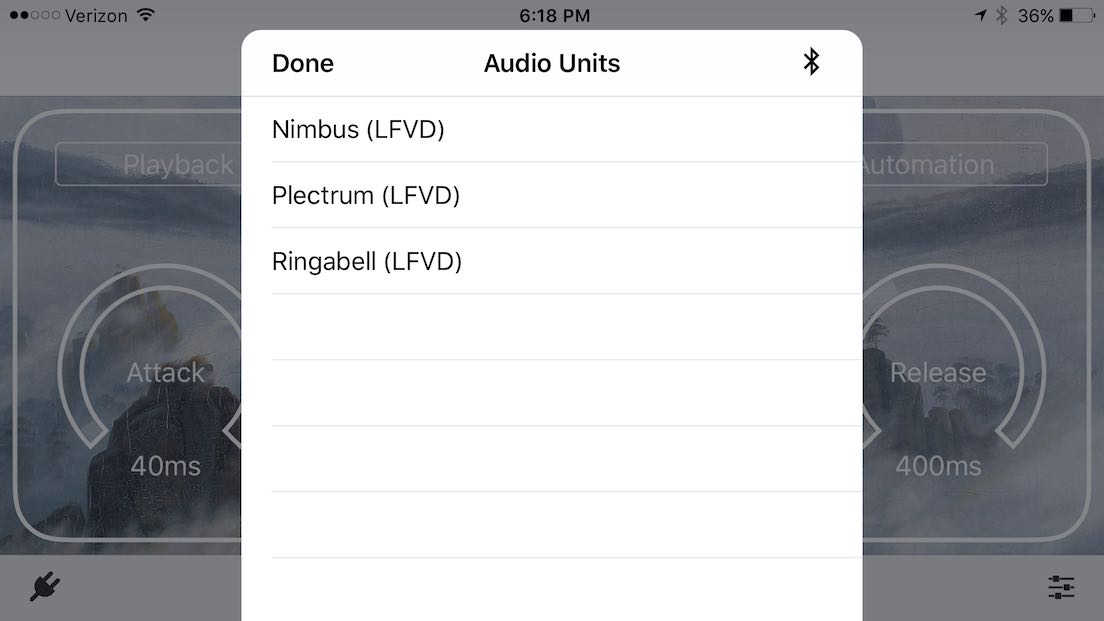 Verizon 6:18 PM 36%
Done Audio Units
Nimbus (LFVD)
Playback Automation
Plectrum (LFVD)
Ringabell (LFVD)
Attack Release
40ms 400ms